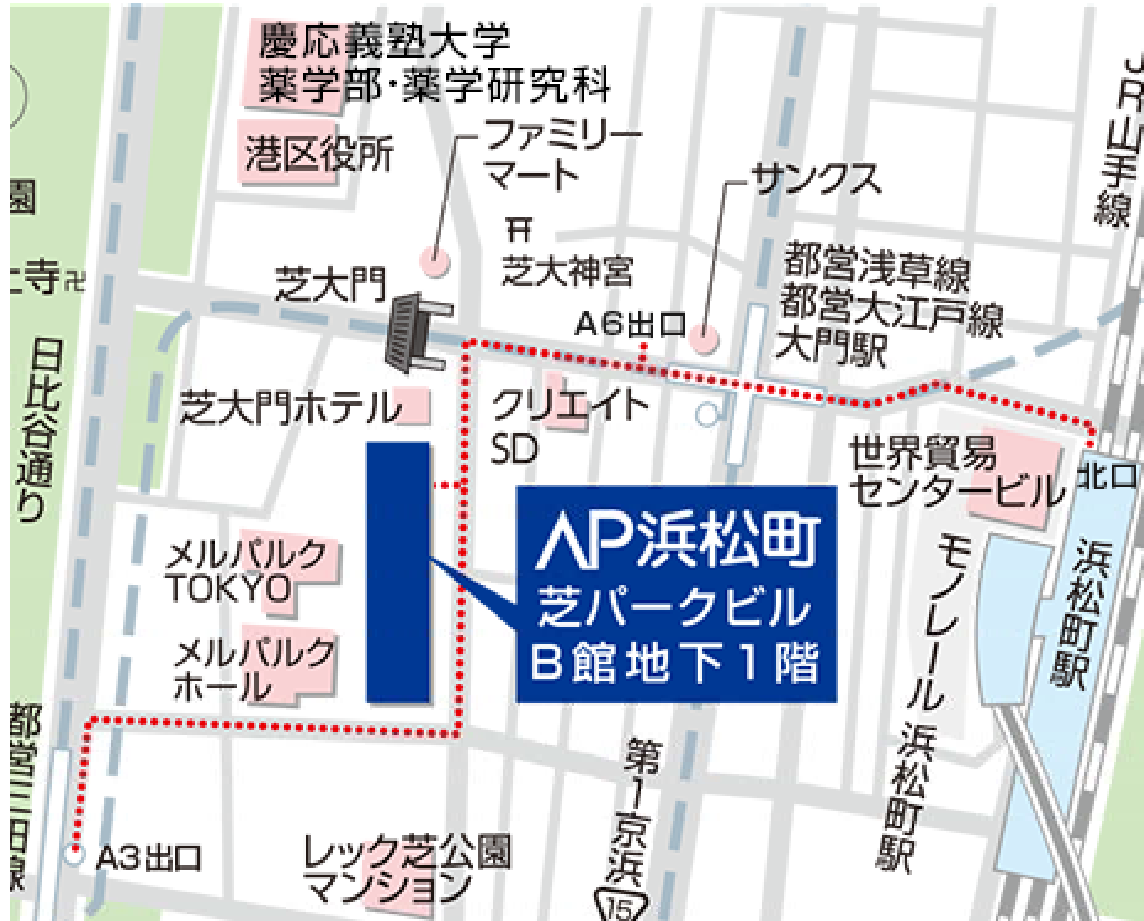 慶応義塾大学
薬学部・薬学研究科
港区役所
ファミリー
マート
サンクス
JR山手線
園
芝大神宮
都営浅草線
都営大江戸線
大門駅
寺
芝大門
A6出口
日比谷通り
芝大門ホテル
クリエイト
SD
世界貿易
センタービル
北口
AP浜松町
芝パークビル
B館地下1階
メルパルク
TOKYO
メルパルク
ホール
モノレール 浜松町駅
浜松町駅
都営三田線
A3出口
レック芝公園
マンション
第1京浜
15